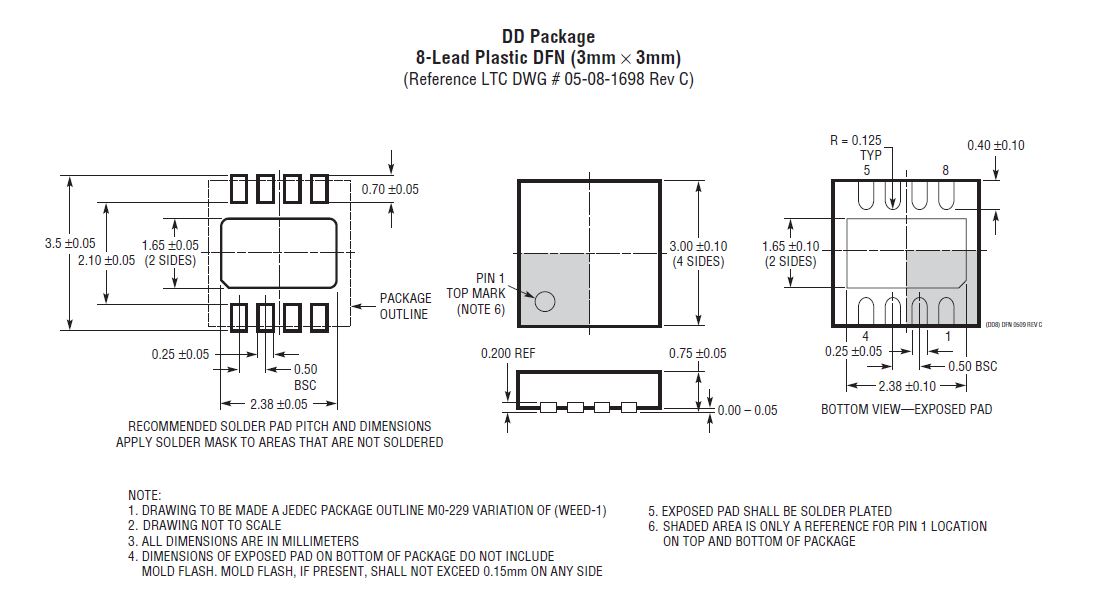 DD Package
8-Lead Plastic DFN (3mm × 3mm)
(Reference LTC DWG # 05-08-1698 Rev C)
0.70 ±0.05
3.5 ±0.05
2.10 ±0.05
1.65 ±0.05
(2 SIDES)
PACKAGE
OUTLINE
0.25 ±0.05
0.50
BSC
2.38 ±0.05
RECOMMENDED SOLDER PAD PITCH AND DIMENSIONS
APPLY SOLDER MASK TO AREAS THAT ARE NOT SOLDERED
3.00 ±0.10
(4 SIDES)
PIN 1
TOP MARK
(NOTE 6)
0.200 REF
0.75 ±0.05
0.00 – 0.05
R = 0.125
TYP
0.40 ±0.10
5
8
1.65 ±0.10
(2 SIDES)
(DD8) DFN 0509 REV C
4
1
0.25 ±0.05
0.50 BSC
2.38 ±0.10
BOTTOM VIEW—EXPOSED PAD
NOTE:
1. DRAWING TO BE MADE A JEDEC PACKAGE OUTLINE M0-229 VARIATION OF (WEED-1)
2. DRAWING NOT TO SCALE
3. ALL DIMENSIONS ARE IN MILLIMETERS
4. DIMENSIONS OF EXPOSED PAD ON BOTTOM OF PACKAGE DO NOT INCLUDE
MOLD FLASH. MOLD FLASH, IF PRESENT, SHALL NOT EXCEED 0.15mm ON ANY SIDE
5. EXPOSED PAD SHALL BE SOLDER PLATED
6. SHADED AREA IS ONLY A REFERENCE FOR PIN 1 LOCATION
ON TOP AND BOTTOM OF PACKAGE